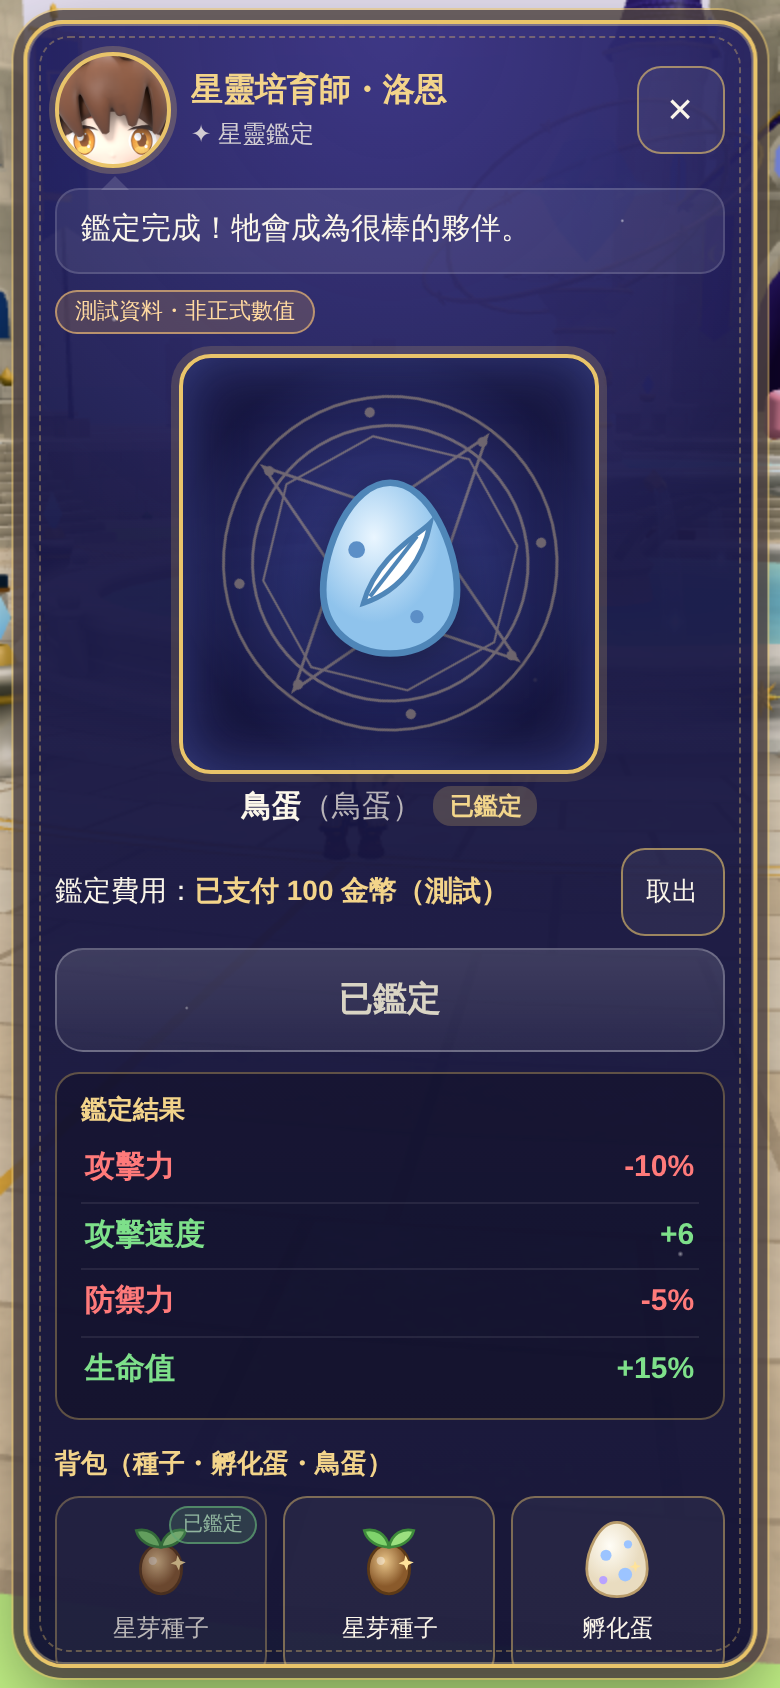 星靈培育師・洛恩
✦ 星靈鑑定
✕
鑑定完成！牠會成為很棒的夥伴。
測試資料・非正式數值
鳥蛋（鳥蛋） 已鑑定
鑑定費用：已支付 100 金幣（測試） 取出
已鑑定
鑑定結果
攻擊力 -10%
攻擊速度 +6
防禦力 -5%
生命值 +15%
背包（種子・孵化蛋・鳥蛋）
已鑑定
星芽種子 星芽種子 孵化蛋